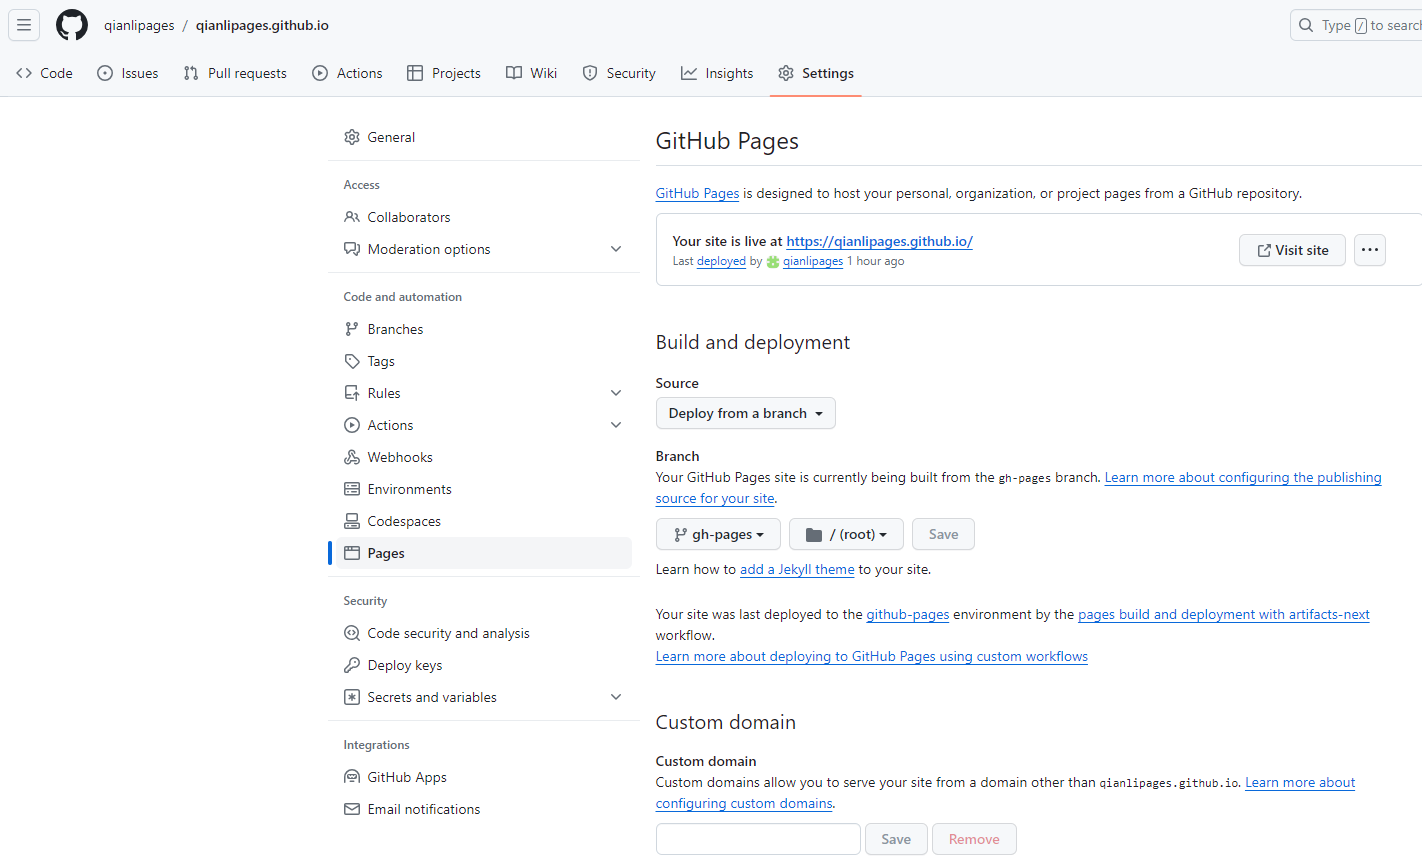 qianlipages / qianlipages.github.io
Type / to search
Code Issues Pull requests Actions Projects Wiki Security Insights Settings
General
Access
Collaborators
Moderation options
Code and automation
Branches
Tags
Rules
Actions
Webhooks
Environments
Codespaces
Pages
Security
Code security and analysis
Deploy keys
Secrets and variables
Integrations
GitHub Apps
Email notifications
GitHub Pages
GitHub Pages is designed to host your personal, organization, or project pages from a GitHub repository.
Your site is live at https://qianlipages.github.io/
Last deployed by qianlipages 1 hour ago
Visit site
Build and deployment
Source
Deploy from a branch
Branch
Your GitHub Pages site is currently being built from the gh-pages branch. Learn more about configuring the publishing
source for your site.
gh-pages / (root) Save
Learn how to add a Jekyll theme to your site.
Your site was last deployed to the github-pages environment by the pages build and deployment with artifacts-next
workflow.
Learn more about deploying to GitHub Pages using custom workflows
Custom domain
Custom domain
Custom domains allow you to serve your site from a domain other than qianlipages.github.io. Learn more about
configuring custom domains.
Save Remove